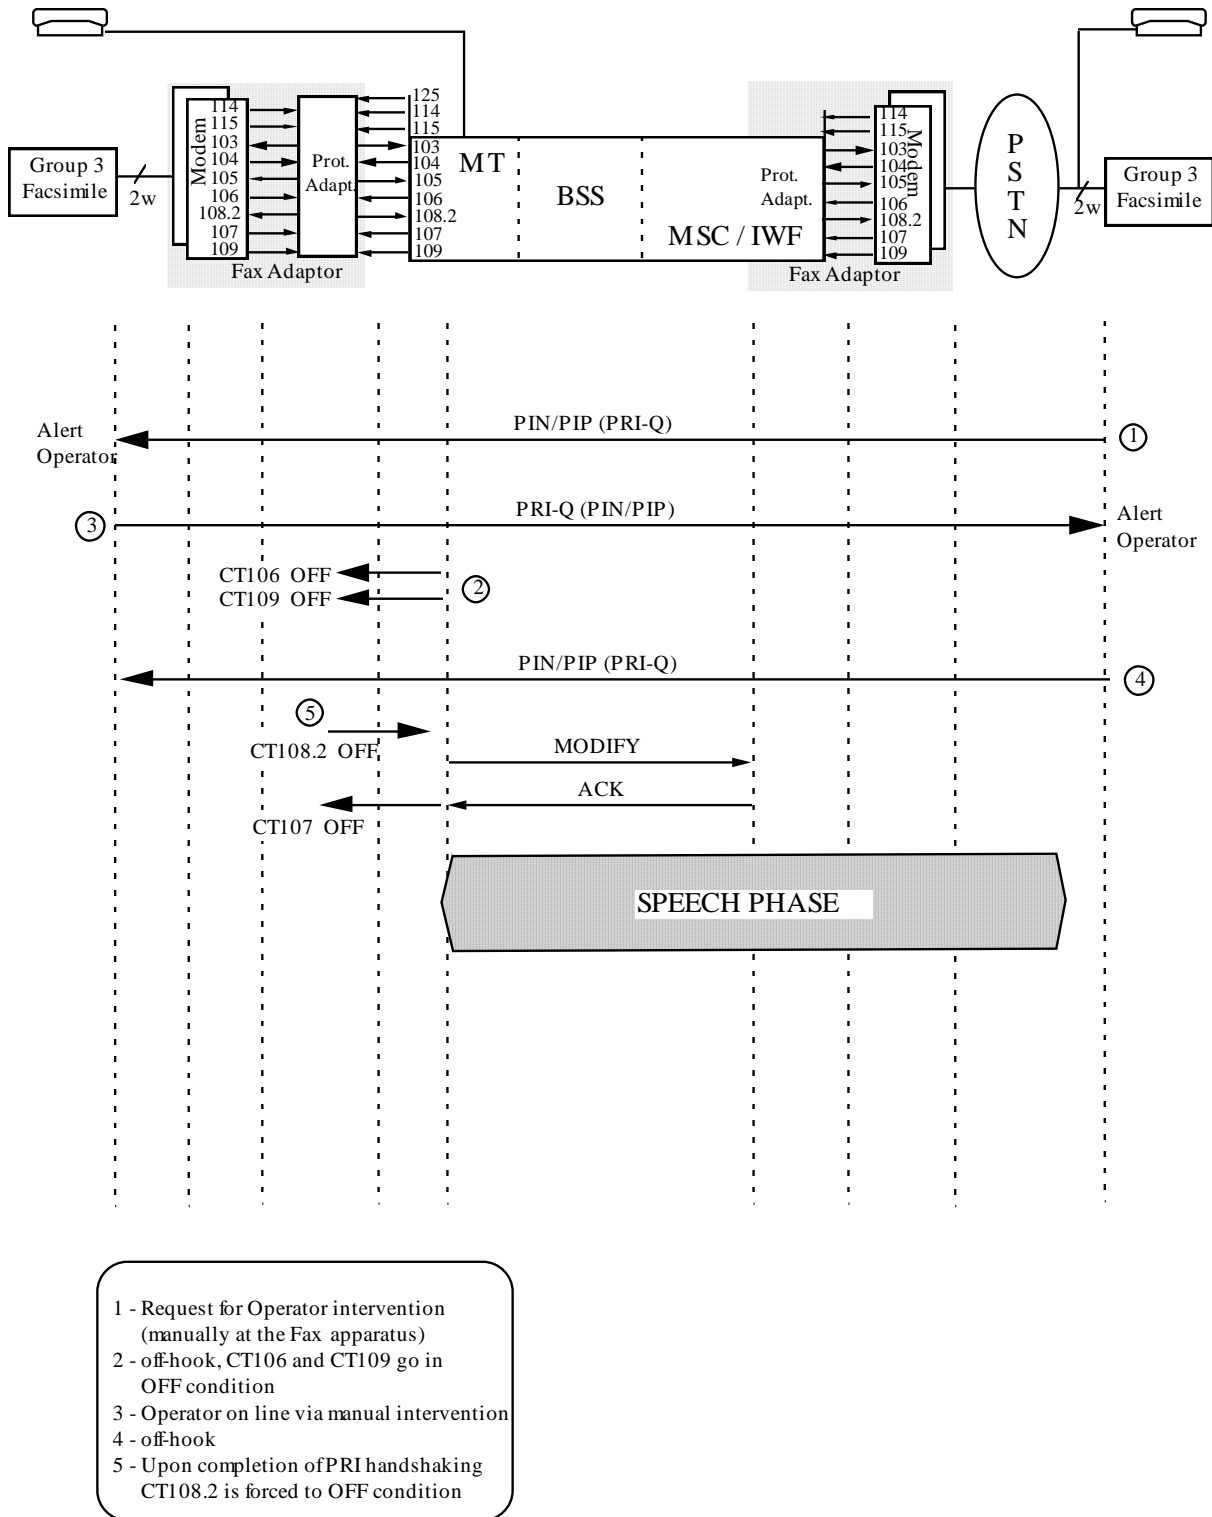 125
114
115
103
104
105
106
108.2
107
109
114
115
103
104
105
106
108.2
107
109
Modem
Prot.
Adapt.
Group 3
Facsimile
2w
Fax Adaptor
MT
BSS
MSC / IWF
Prot.
Adapt.
114
115
103
104
105
106
108.2
107
109
Modem
Fax Adaptor
P
S
T
N
2w
Group 3
Facsimile
Alert
Operator
PIN/PIP (PRI-Q)
1
3
PRI-Q (PIN/PIP)
Alert
Operator
CT106 OFF
CT109 OFF
2
PIN/PIP (PRI-Q)
4
5
CT108.2 OFF
MODIFY
ACK
CT107 OFF
SPEECH PHASE
1 - Request for Operator intervention
(manually at the Fax apparatus)
2 - off-hook, CT106 and CT109 go in
OFF condition
3 - Operator on line via manual intervention
4 - off-hook
5 - Upon completion of PRI handshaking
CT108.2 is forced to OFF condition